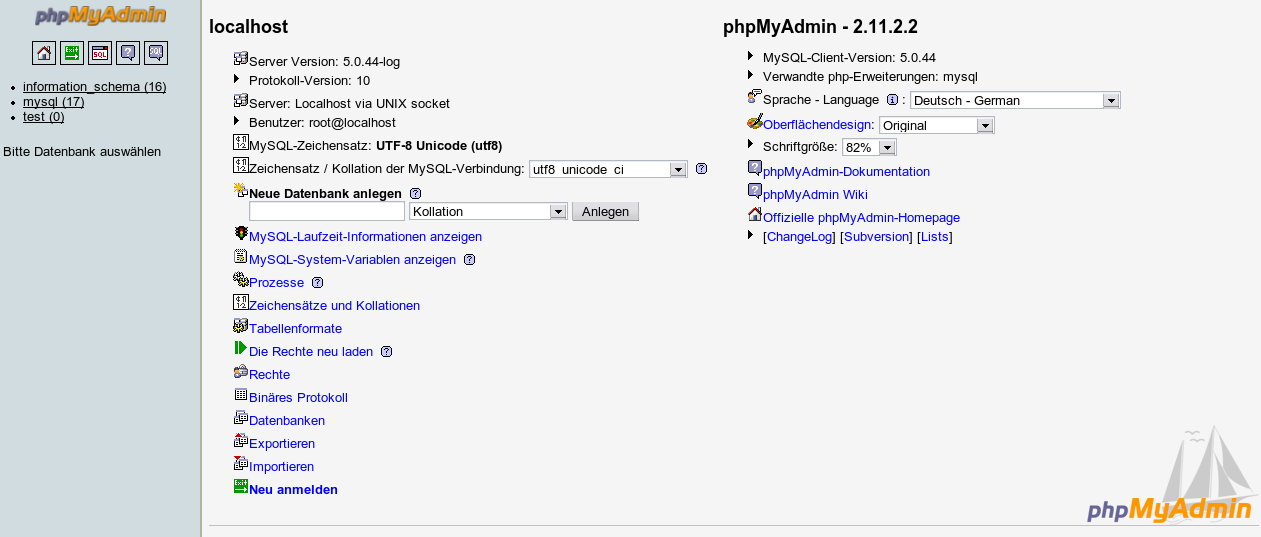 phpMyAdmin
Exit
SQL
?
SQL
information_schema (16)
mysql (17)
test (0)
Bitte Datenbank auswählen
localhost
Server Version: 5.0.44-log
Protokoll-Version: 10
Server: Localhost via UNIX socket
Benutzer: root@localhost
MySQL-Zeichensatz: UTF-8 Unicode (utf8)
Zeichensatz / Kollation der MySQL-Verbindung: utf8_unicode_ci ?
Neue Datenbank anlegen ?
Kollation Anlegen
MySQL-Laufzeit-Informationen anzeigen
MySQL-System-Variablen anzeigen ?
Prozesse ?
Zeichensätze und Kollationen
Tabellenformate
Die Rechte neu laden ?
Rechte
Binäres Protokoll
Datenbanken
Exportieren
Importieren
Neu anmelden
phpMyAdmin - 2.11.2.2
MySQL-Client-Version: 5.0.44
Verwandte php-Erweiterungen: mysql
Sprache - Language i : Deutsch - German
Oberflächendesign: Original
Schriftgröße: 82%
phpMyAdmin-Dokumentation
phpMyAdmin Wiki
Offizielle phpMyAdmin-Homepage
[ChangeLog] [Subversion] [Lists]
phpMyAdmin